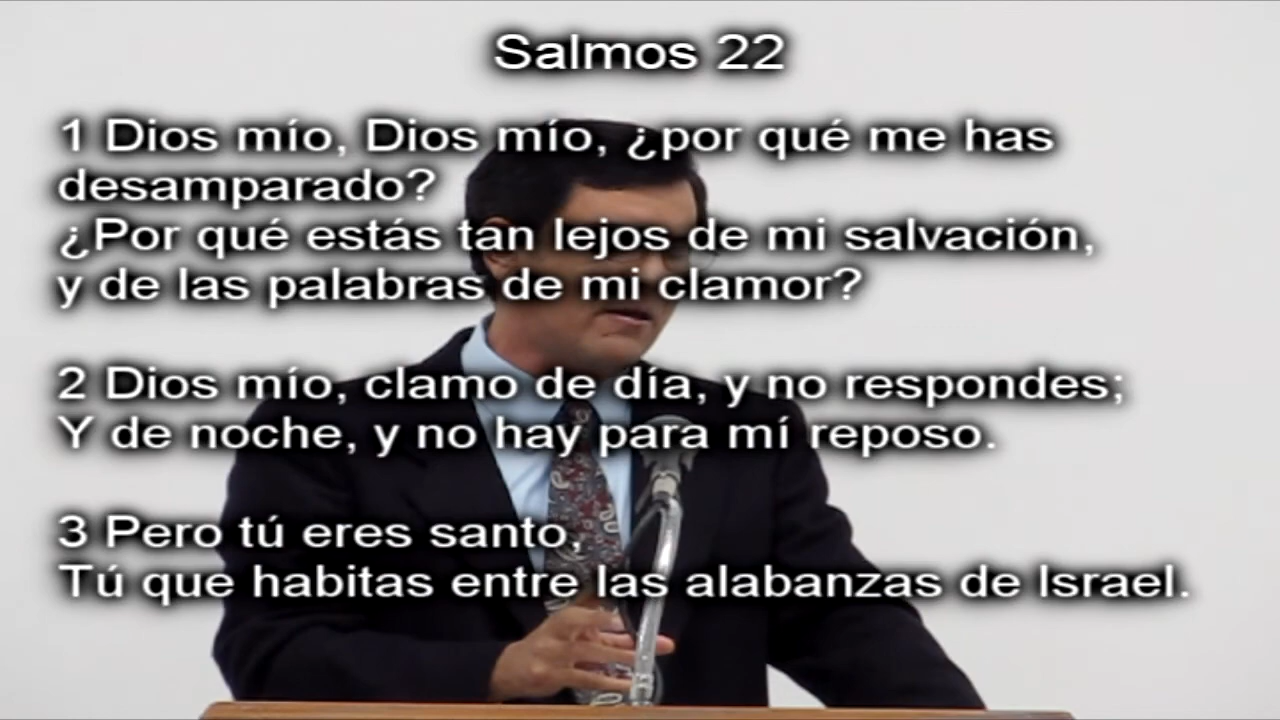 Salmos 22
1 Dios mío, Dios mío, ¿por qué me has
desamparado?
¿Por qué estás tan lejos de mi salvación,
y de las palabras de mi clamor?
2 Dios mío, clamo de día, y no respondes;
Y de noche, y no hay para mí reposo.
3 Pero tú eres santo,
Tú que habitas entre las alabanzas de Israel.